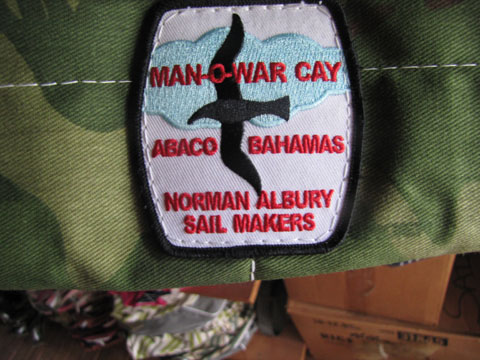 MAN-O-WAR CAY
ABACO BAHAMAS
NORMAN ALBURY
SAIL MAKERS